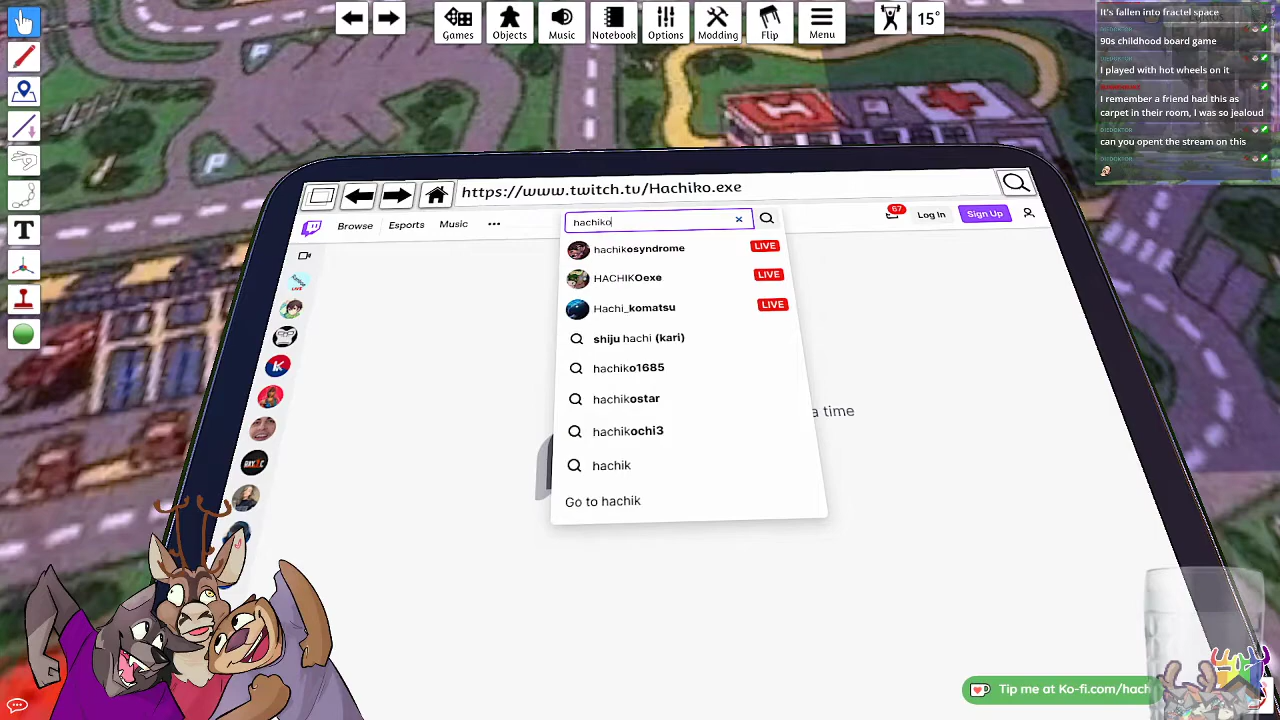 Games
Objects
Music
Notebook
Options
Modding
Flip
Menu
15°
It's fallen into fractel space
90s childhood board game
I played with hot wheels on it
I remember a friend had this as
carpet in their room, I was so jealoud
can you opent the stream on this
https://www.twitch.tv/Hachiko.exe
Browse
Esports
Music
hachiko
67
Log In
Sign Up
hachikosyndrome
LIVE
HACHIKOexe
LIVE
Hachi_komatsu
LIVE
shiju hachi (kari)
hachiko1685
a time
hachikostar
hachikochi3
hachik
Go to hachik
P
P
H
T
K
Tip me at Ko-fi.com/hach